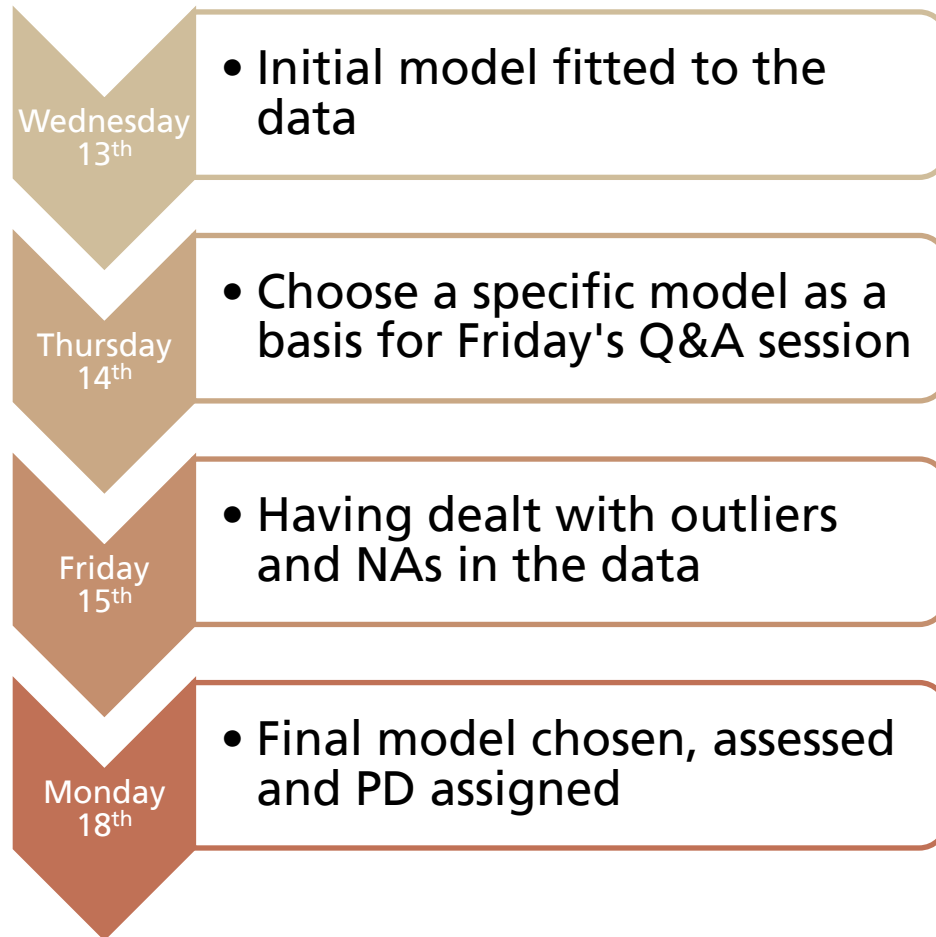 Wednesday
13th
• Initial model fitted to the
data
Thursday
14th
• Choose a specific model as a
basis for Friday's Q&A session
Friday
15th
• Having dealt with outliers
and NAs in the data
Monday
18th
• Final model chosen, assessed
and PD assigned